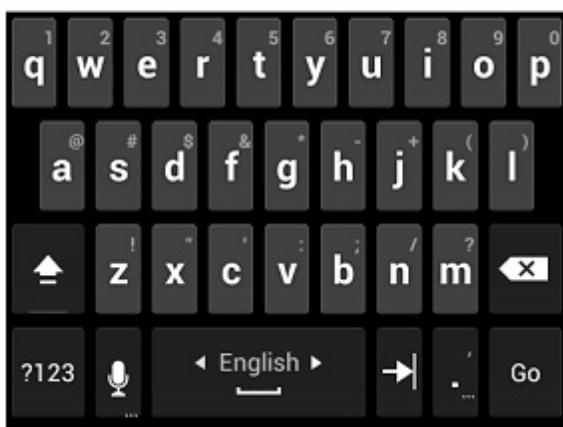 1 2 3 4 5 6 7 8 9 0
q w e r t y u i o p
@ # $ & * - + ( )
a s d f g h j k l
! " ' : ; / ?
z x c v b n m
?123 ... English . , ... Go